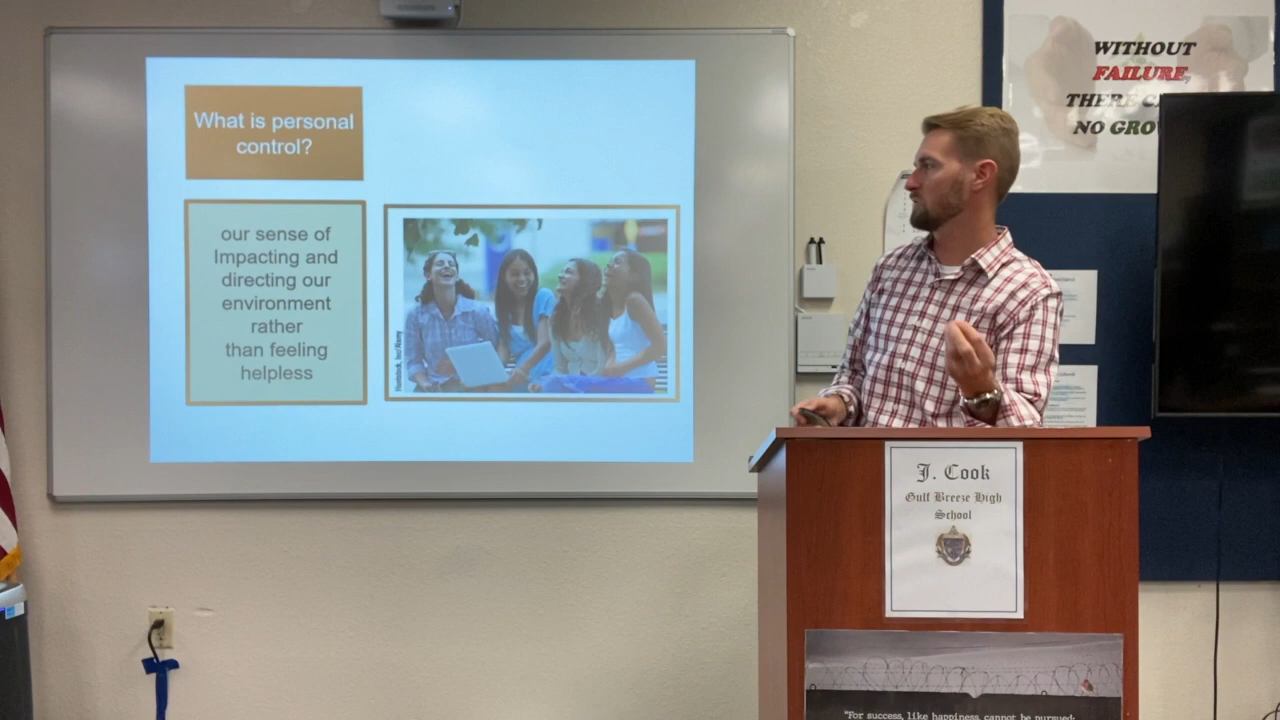 What is personal
control?
our sense of
Impacting and
directing our
environment
rather
than feeling
helpless
WITHOUT
FAILURE,
THERE
NO
J. Cook
Gulf Breeze High
School
"For success, like happiness, cannot be pursued;